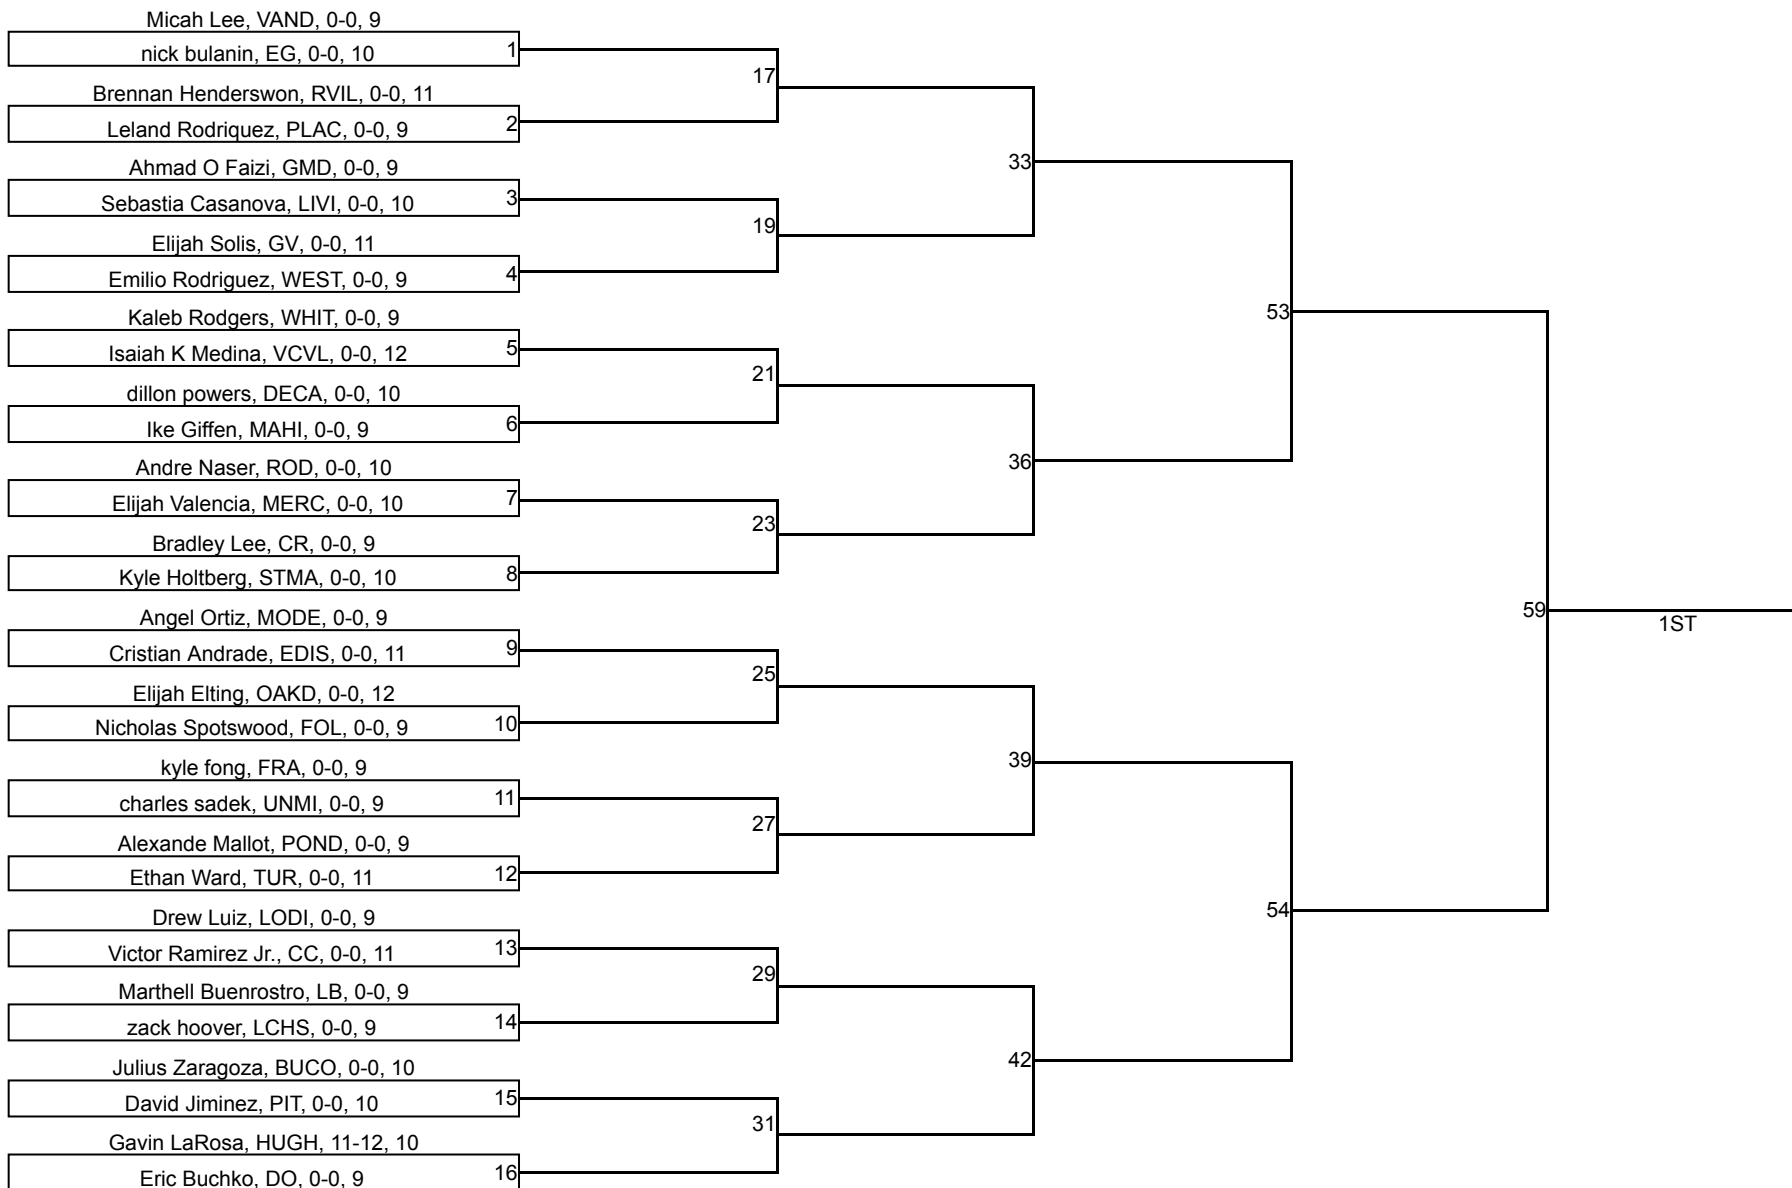 Micah Lee, VAND, 0-0, 9
nick bulanin, EG, 0-0, 10
1
17
Brennan Henderswon, RVIL, 0-0, 11
Leland Rodriquez, PLAC, 0-0, 9
2
33
Ahmad O Faizi, GMD, 0-0, 9
Sebastia Casanova, LIVI, 0-0, 10
3
19
Elijah Solis, GV, 0-0, 11
Emilio Rodriguez, WEST, 0-0, 9
4
53
Kaleb Rodgers, WHIT, 0-0, 9
Isaiah K Medina, VCVL, 0-0, 12
5
21
dillon powers, DECA, 0-0, 10
Ike Giffen, MAHI, 0-0, 9
6
36
Andre Naser, ROD, 0-0, 10
Elijah Valencia, MERC, 0-0, 10
7
23
Bradley Lee, CR, 0-0, 9
Kyle Holtberg, STMA, 0-0, 10
8
59
1ST
Angel Ortiz, MODE, 0-0, 9
Cristian Andrade, EDIS, 0-0, 11
9
25
Elijah Elting, OAKD, 0-0, 12
Nicholas Spotswood, FOL, 0-0, 9
10
39
kyle fong, FRA, 0-0, 9
charles sadek, UNMI, 0-0, 9
11
27
Alexande Mallot, POND, 0-0, 9
Ethan Ward, TUR, 0-0, 11
12
54
Drew Luiz, LODI, 0-0, 9
Victor Ramirez Jr., CC, 0-0, 11
13
29
Marthell Buenrostro, LB, 0-0, 9
zack hoover, LCHS, 0-0, 9
14
42
Julius Zaragoza, BUCO, 0-0, 10
David Jiminez, PIT, 0-0, 10
15
31
Gavin LaRosa, HUGH, 11-12, 10
Eric Buchko, DO, 0-0, 9
16